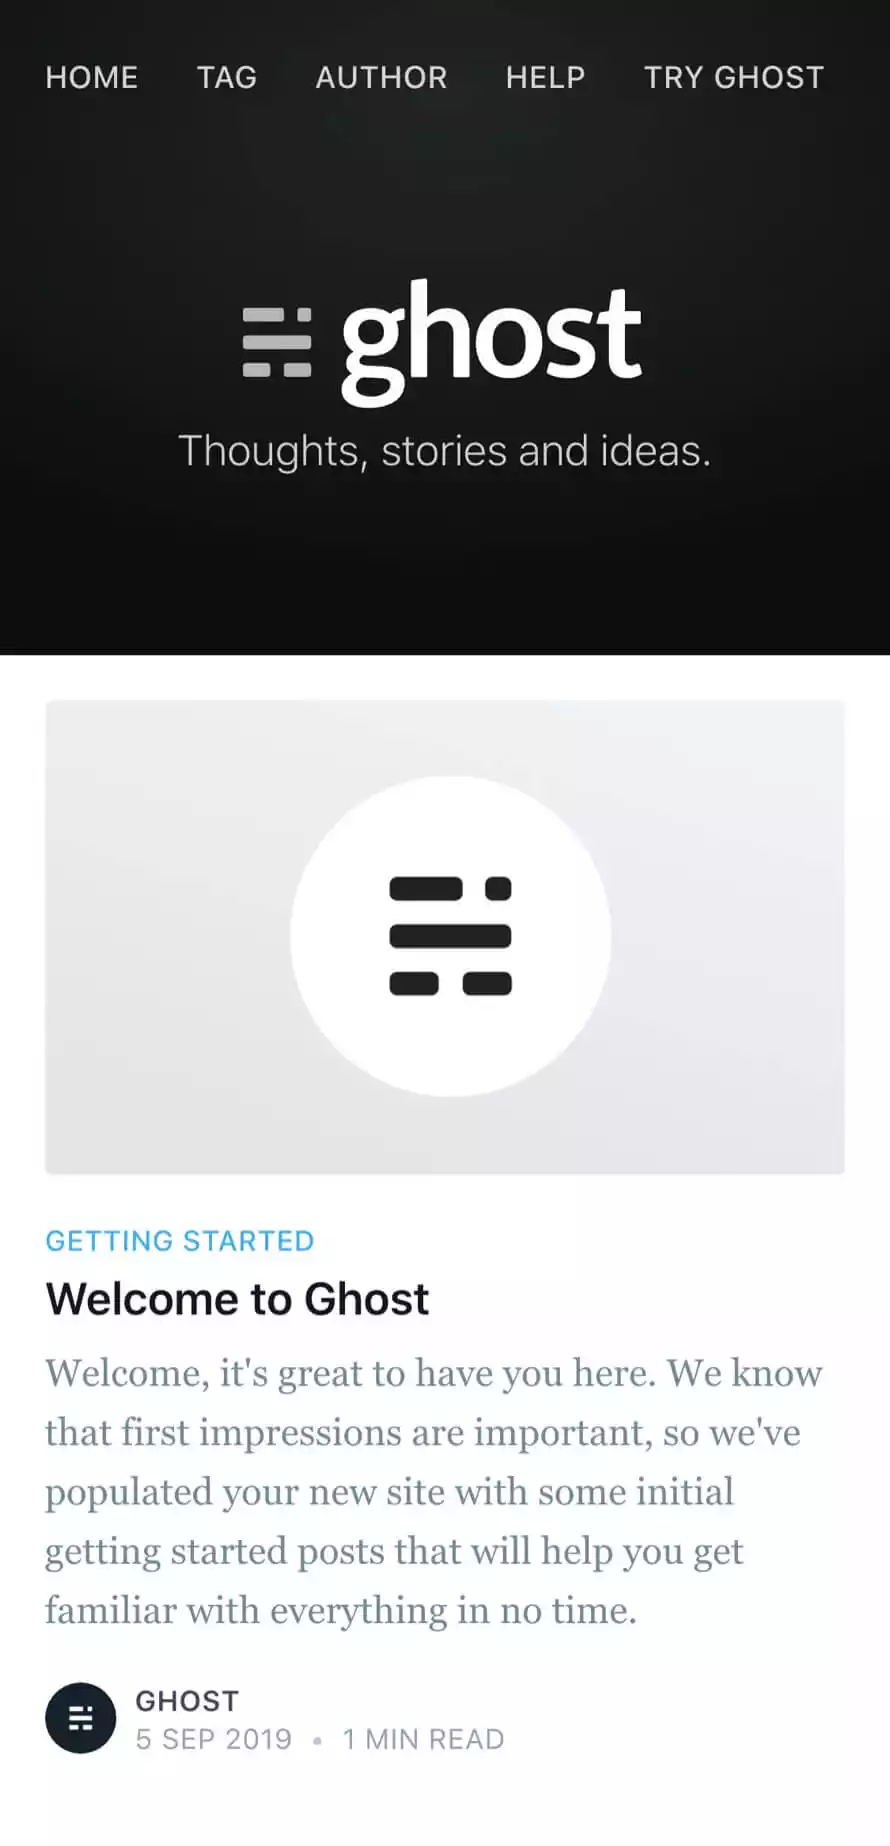 HOME TAG AUTHOR HELP TRY GHOST
ghost
Thoughts, stories and ideas.
GETTING STARTED
Welcome to Ghost
Welcome, it's great to have you here. We know
that first impressions are important, so we've
populated your new site with some initial
getting started posts that will help you get
familiar with everything in no time.
GHOST
5 SEP 2019 • 1 MIN READ